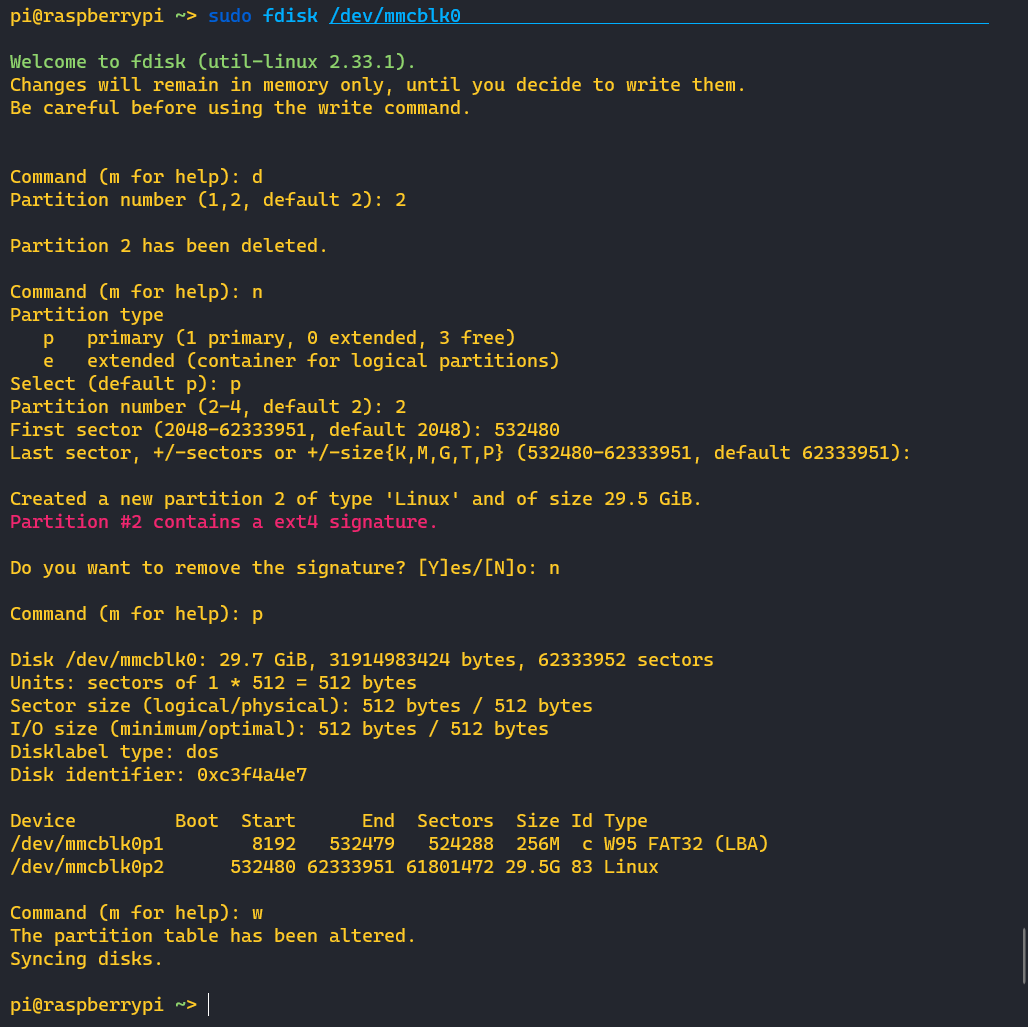 pi@raspberrypi ~> sudo fdisk /dev/mmcblk0
Welcome to fdisk (util-linux 2.33.1).
Changes will remain in memory only, until you decide to write them.
Be careful before using the write command.
Command (m for help): d
Partition number (1,2, default 2): 2
Partition 2 has been deleted.
Command (m for help): n
Partition type
   p   primary (1 primary, 0 extended, 3 free)
   e   extended (container for logical partitions)
Select (default p): p
Partition number (2-4, default 2): 2
First sector (2048-62333951, default 2048): 532480
Last sector, +/-sectors or +/-size{K,M,G,T,P} (532480-62333951, default 62333951):
Created a new partition 2 of type 'Linux' and of size 29.5 GiB.
Partition #2 contains a ext4 signature.
Do you want to remove the signature? [Y]es/[N]o: n
Command (m for help): p
Disk /dev/mmcblk0: 29.7 GiB, 31914983424 bytes, 62333952 sectors
Units: sectors of 1 * 512 = 512 bytes
Sector size (logical/physical): 512 bytes / 512 bytes
I/O size (minimum/optimal): 512 bytes / 512 bytes
Disklabel type: dos
Disk identifier: 0xc3f4a4e7
Device         Boot  Start      End  Sectors  Size Id Type
/dev/mmcblk0p1        8192   532479   524288  256M  c W95 FAT32 (LBA)
/dev/mmcblk0p2      532480 62333951 61801472 29.5G 83 Linux
Command (m for help): w
The partition table has been altered.
Syncing disks.
pi@raspberrypi ~>